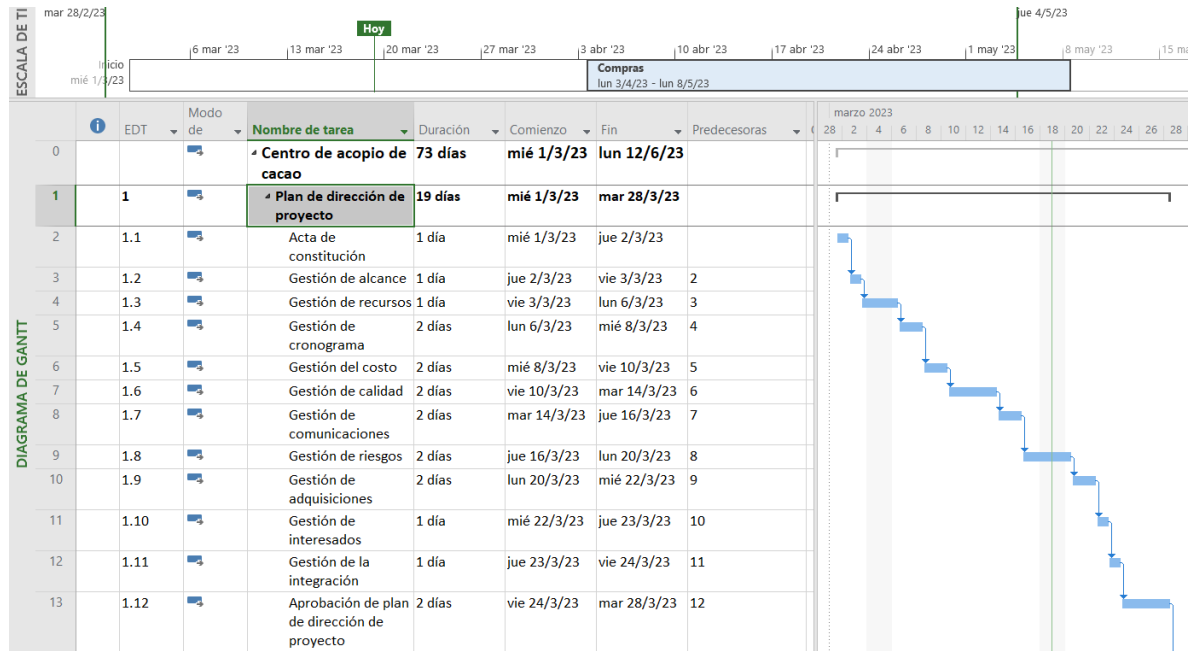 mar 28/2/23
jue 4/5/23
Hoy
6 mar '23 13 mar '23 20 mar '23 27 mar '23 3 abr '23 10 abr '23 17 abr '23 24 abr '23 1 may '23 8 may '23 15 ma
ESCALA DE TI
Inicio
mié 1/3/23
Compras
lun 3/4/23 - lun 8/5/23
EDT Modo de Nombre de tarea Duración Comienzo Fin Predecesoras
marzo 2023
28 2 4 6 8 10 12 14 16 18 20 22 24 26 28
DIAGRAMA DE GANTT
0 Centro de acopio de 73 días mié 1/3/23 lun 12/6/23
cacao
1 1 Plan de dirección de 19 días mié 1/3/23 mar 28/3/23
proyecto
2 1.1 Acta de 1 día mié 1/3/23 jue 2/3/23
constitución
3 1.2 Gestión de alcance 1 día jue 2/3/23 vie 3/3/23 2
4 1.3 Gestión de recursos 1 día vie 3/3/23 lun 6/3/23 3
5 1.4 Gestión de 2 días lun 6/3/23 mié 8/3/23 4
cronograma
6 1.5 Gestión del costo 2 días mié 8/3/23 vie 10/3/23 5
7 1.6 Gestión de calidad 2 días vie 10/3/23 mar 14/3/23 6
8 1.7 Gestión de 2 días mar 14/3/23 jue 16/3/23 7
comunicaciones
9 1.8 Gestión de riesgos 2 días jue 16/3/23 lun 20/3/23 8
10 1.9 Gestión de 2 días lun 20/3/23 mié 22/3/23 9
adquisiciones
11 1.10 Gestión de 1 día mié 22/3/23 jue 23/3/23 10
interesados
12 1.11 Gestión de la 1 día jue 23/3/23 vie 24/3/23 11
integración
13 1.12 Aprobación de plan 2 días vie 24/3/23 mar 28/3/23 12
de dirección de
proyecto